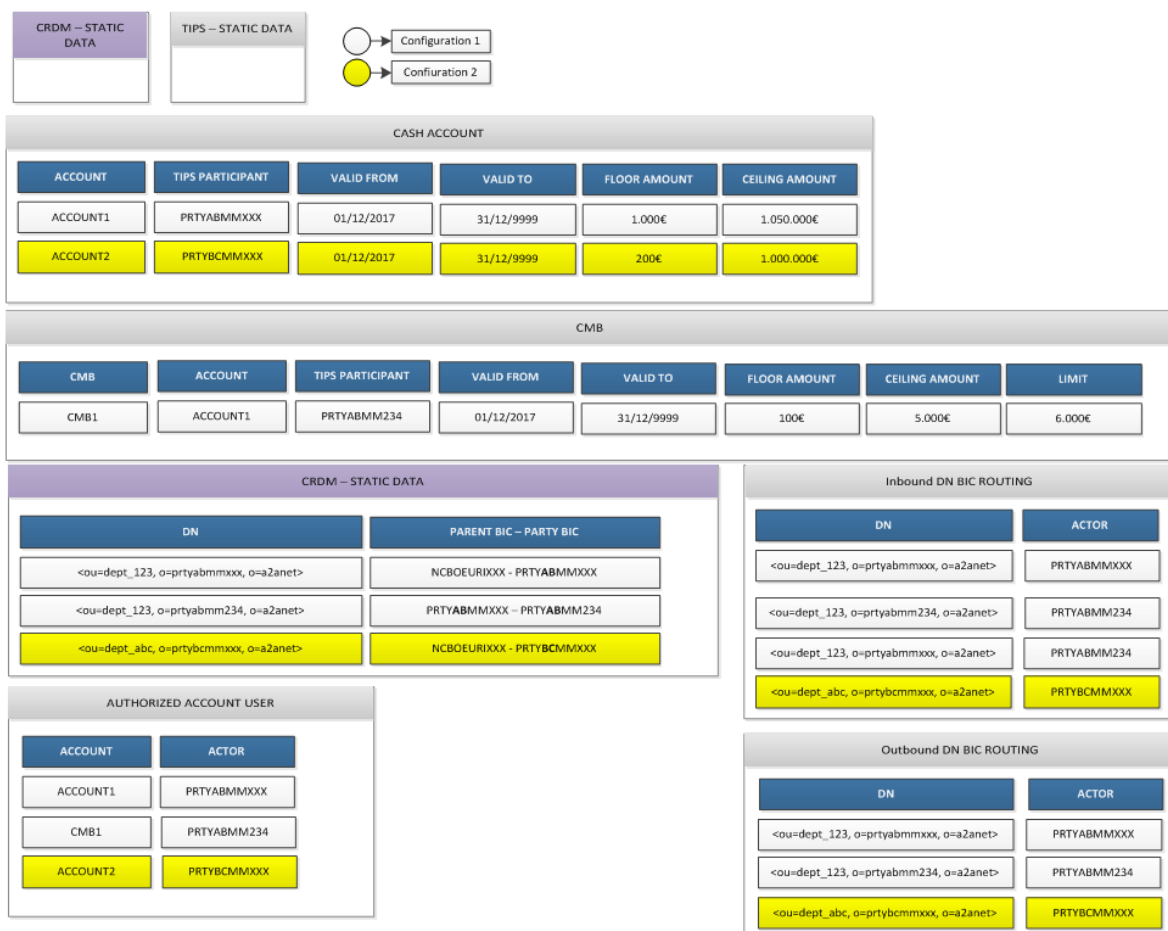 CRDM – STATIC
DATA
TIPS – STATIC DATA
Configuration 1
Confiuration 2
CASH ACCOUNT
ACCOUNT TIPS PARTICIPANT VALID FROM VALID TO FLOOR AMOUNT CEILING AMOUNT
ACCOUNT1 PRTYABMMXXX 01/12/2017 31/12/9999 1.000€ 1.050.000€
ACCOUNT2 PRTYBCMMXXX 01/12/2017 31/12/9999 200€ 1.000.000€
CMB
CMB ACCOUNT TIPS PARTICIPANT VALID FROM VALID TO FLOOR AMOUNT CEILING AMOUNT LIMIT
CMB1 ACCOUNT1 PRTYABMM234 01/12/2017 31/12/9999 100€ 5.000€ 6.000€
CRDM – STATIC DATA
DN PARENT BIC – PARTY BIC
<ou=dept_123, o=prtyabmmxxx, o=a2anet> NCBOEURIXXX - PRTYABMMXXX
<ou=dept_123, o=prtyabmm234, o=a2anet> PRTYABMMXXX – PRTYABMM234
<ou=dept_abc, o=prtybcmmxxx, o=a2anet> NCBOEURIXXX - PRTYBCMMXXX
Inbound DN BIC ROUTING
DN ACTOR
<ou=dept_123, o=prtyabmmxxx, o=a2anet> PRTYABMMXXX
<ou=dept_123, o=prtyabmm234, o=a2anet> PRTYABMM234
<ou=dept_123, o=prtyabmmxxx, o=a2anet> PRTYABMM234
<ou=dept_abc, o=prtybcmmxxx, o=a2anet> PRTYBCMMXXX
AUTHORIZED ACCOUNT USER
ACCOUNT ACTOR
ACCOUNT1 PRTYABMMXXX
CMB1 PRTYABMM234
ACCOUNT2 PRTYBCMMXXX
Outbound DN BIC ROUTING
DN ACTOR
<ou=dept_123, o=prtyabmmxxx, o=a2anet> PRTYABMMXXX
<ou=dept_123, o=prtyabmm234, o=a2anet> PRTYABMM234
<ou=dept_abc, o=prtybcmmxxx, o=a2anet> PRTYBCMMXXX